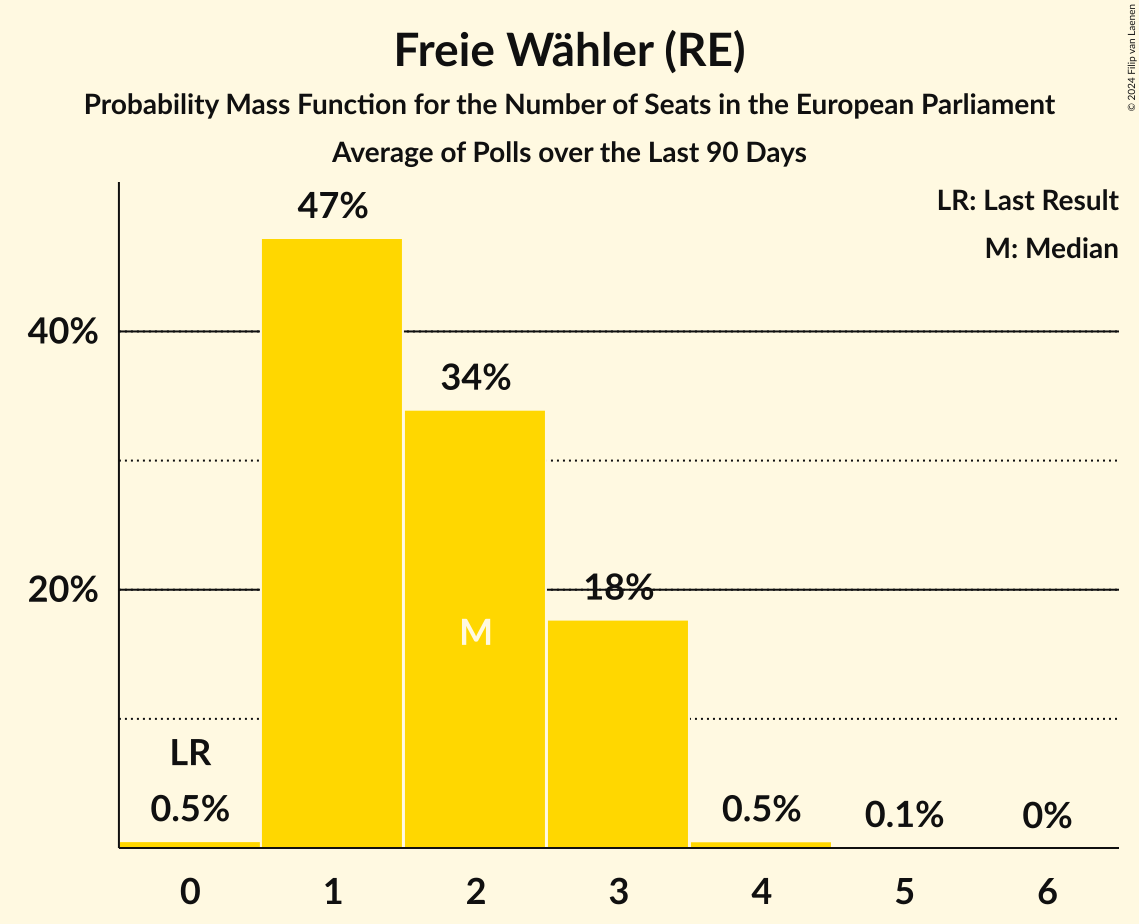 Freie Wähler (RE)
Probability Mass Function for the Number of Seats in the European Parliament
Average of Polls over the Last 90 Days
© 2024 Filip van Laenen
LR: Last Result
M: Median
47%
40%
34%
20%
18%
M
LR
0.5%
0.5%
0.1%
0%
0 1 2 3 4 5 6